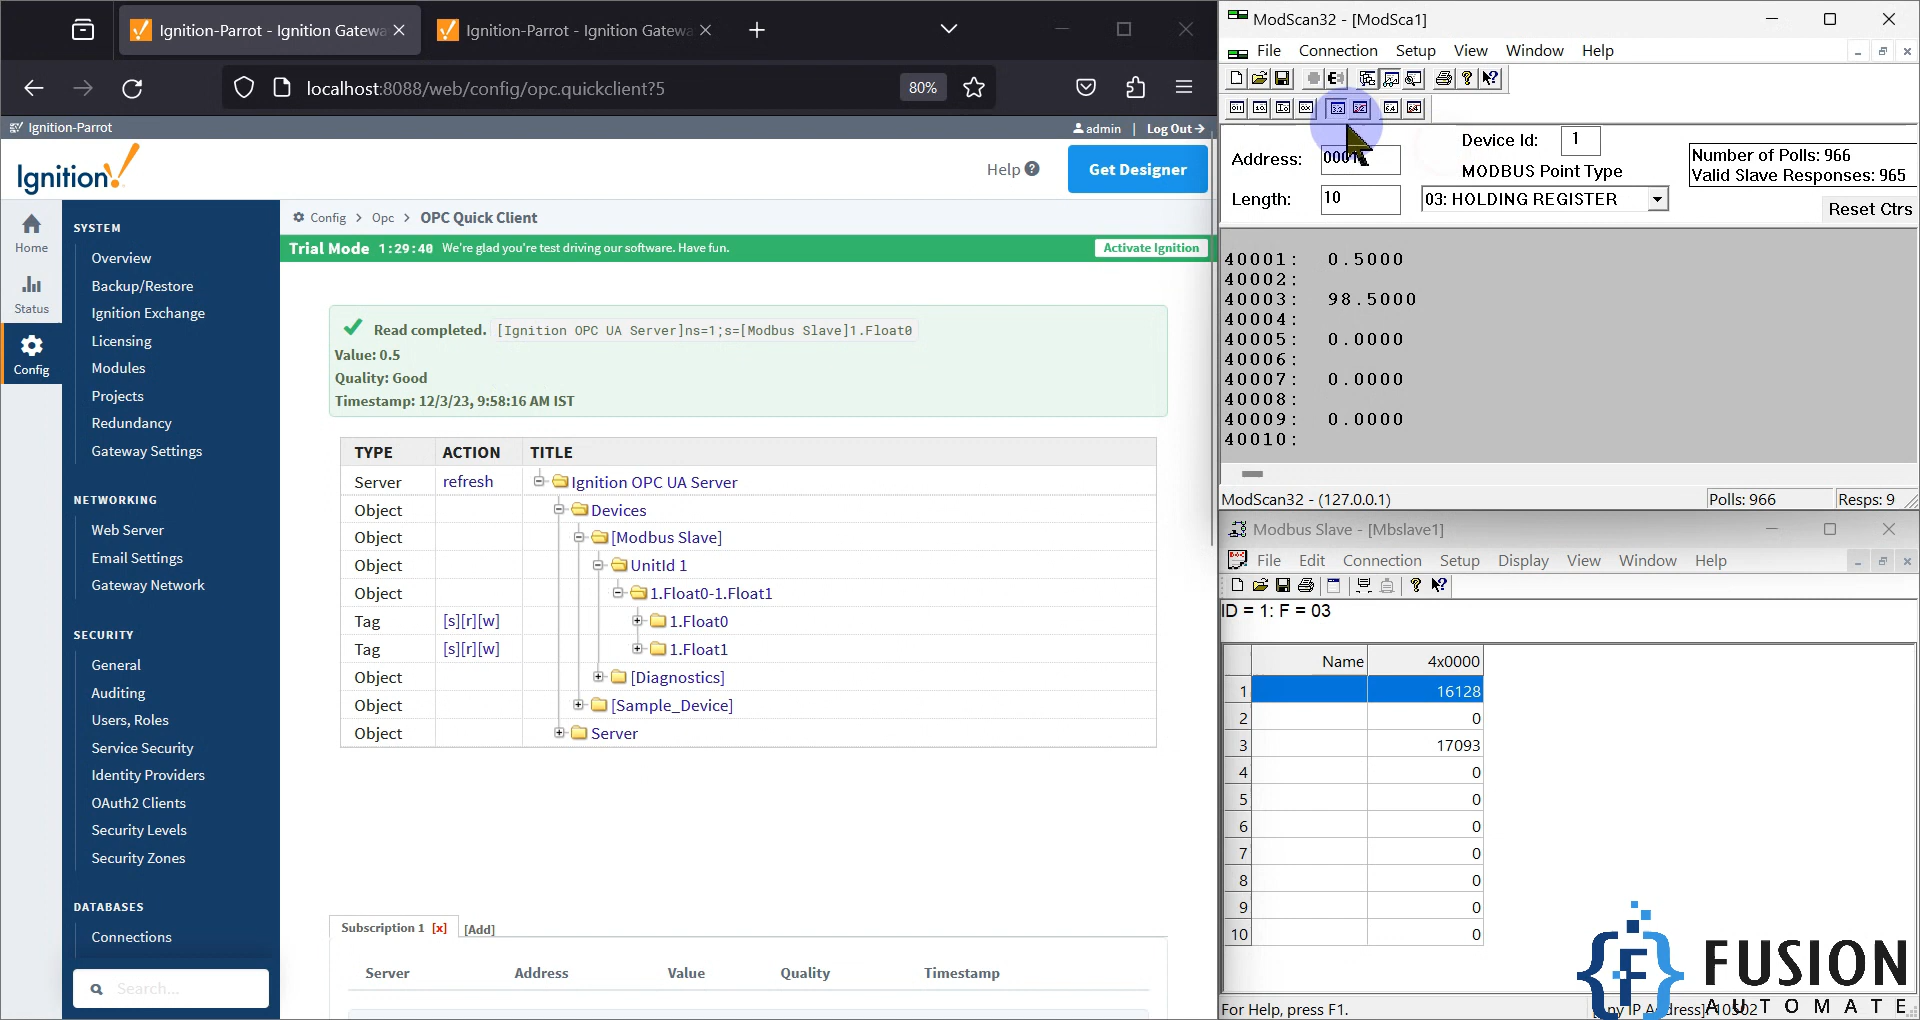 Ignition-Parrot - Ignition Gatewa
Ignition-Parrot - Ignition Gatewa
localhost:8088/web/config/opc.quickclient?5
80%
Ignition-Parrot
admin | Log Out
Ignition!
Help
Get Designer
Home
Status
Config
SYSTEM
Overview
Backup/Restore
Ignition Exchange
Licensing
Modules
Projects
Redundancy
Gateway Settings
NETWORKING
Web Server
Email Settings
Gateway Network
SECURITY
General
Auditing
Users, Roles
Service Security
Identity Providers
OAuth2 Clients
Security Levels
Security Zones
DATABASES
Connections
Search...
Config > Opc > OPC Quick Client
Trial Mode 1:29:40 We're glad you're test driving our software. Have fun.
Activate Ignition
Read completed. [Ignition OPC UA Server]ns=1;s=[Modbus Slave]1.Float0
Value: 0.5
Quality: Good
Timestamp: 12/3/23, 9:58:16 AM IST
TYPE ACTION TITLE
Server refresh Ignition OPC UA Server
Object Devices
Object [Modbus Slave]
Object UnitId 1
Object 1.Float0-1.Float1
Tag [s][r][w] 1.Float0
Tag [s][r][w] 1.Float1
Object [Diagnostics]
Object [Sample_Device]
Object Server
Subscription 1 [x] [Add]
Server Address Value Quality Timestamp
ModScan32 - [ModSca1]
File Connection Setup View Window Help
Address:
Length: 10
Device Id: 1
MODBUS Point Type
03: HOLDING REGISTER
Number of Polls: 966
Valid Slave Responses: 965
Reset Ctrs
40001: 0.5000
40002:
40003: 98.5000
40004:
40005: 0.0000
40006:
40007: 0.0000
40008:
40009: 0.0000
40010:
ModScan32 - (127.0.0.1)
Polls: 966
Resps: 9
Modbus Slave - [Mbslave1]
File Edit Connection Setup Display View Window Help
ID = 1: F = 03
Name 4x0000
1 16128
2 0
3 17093
4 0
5 0
6 0
7 0
8 0
9 0
10 0
For Help, press F1.
FUSION
AUTOMATE